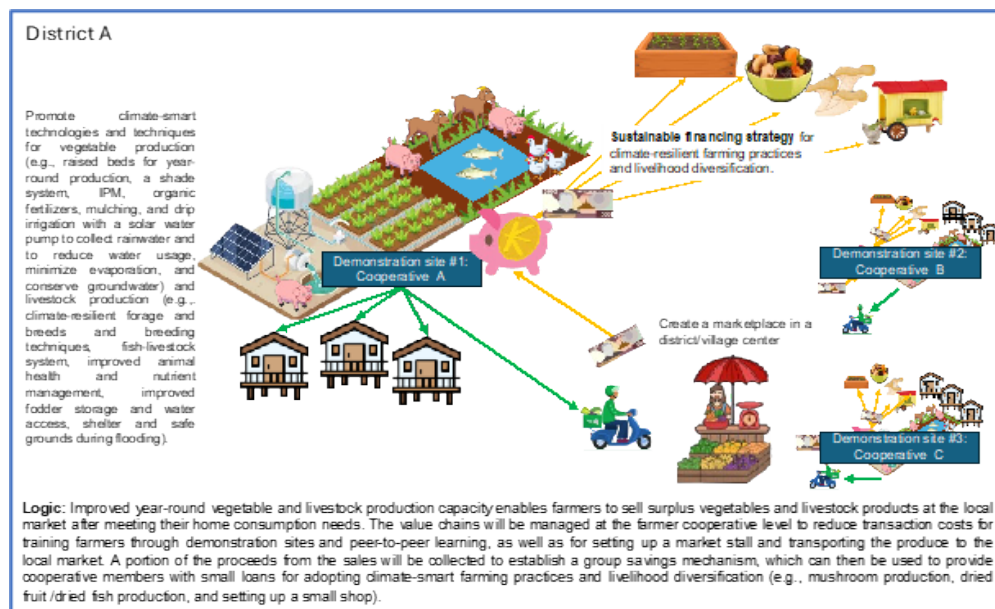 District A
Promote climate-smart
technologies and techniques
for vegetable production
(e.g., raised beds for year-
round production, a shade
system, IPM, organic
fertilizers, mulching, and drip
irrigation with a solar water
pump to collect rainwater and
to reduce water usage,
minimize evaporation, and
conserve groundwater) and
livestock production (e.g.,
climate-resilient forage and
breeds and breeding
techniques, fish-livestock
system, improved animal
health and nutrient
management, improved
fodder storage and water
access, shelter and safe
grounds during flooding).
Sustainable financing strategy for
climate-resilient farming practices
and livelihood diversification.
Demonstration site #1:
Cooperative A
Demonstration site #2:
Cooperative B
Create a marketplace in a
district/village center
Demonstration site #3:
Cooperative C
Logic: Improved year-round vegetable and livestock production capacity enables farmers to sell surplus vegetables and livestock products at the local
market after meeting their home consumption needs. The value chains will be managed at the farmer cooperative level to reduce transaction costs for
training farmers through demonstration sites and peer-to-peer learning, as well as for setting up a market stall and transporting the produce to the
local market. A portion of the proceeds from the sales will be collected to establish a group savings mechanism, which can then be used to provide
cooperative members with small loans for adopting climate-smart farming practices and livelihood diversification (e.g., mushroom production, dried
fruit /dried fish production, and setting up a small shop).